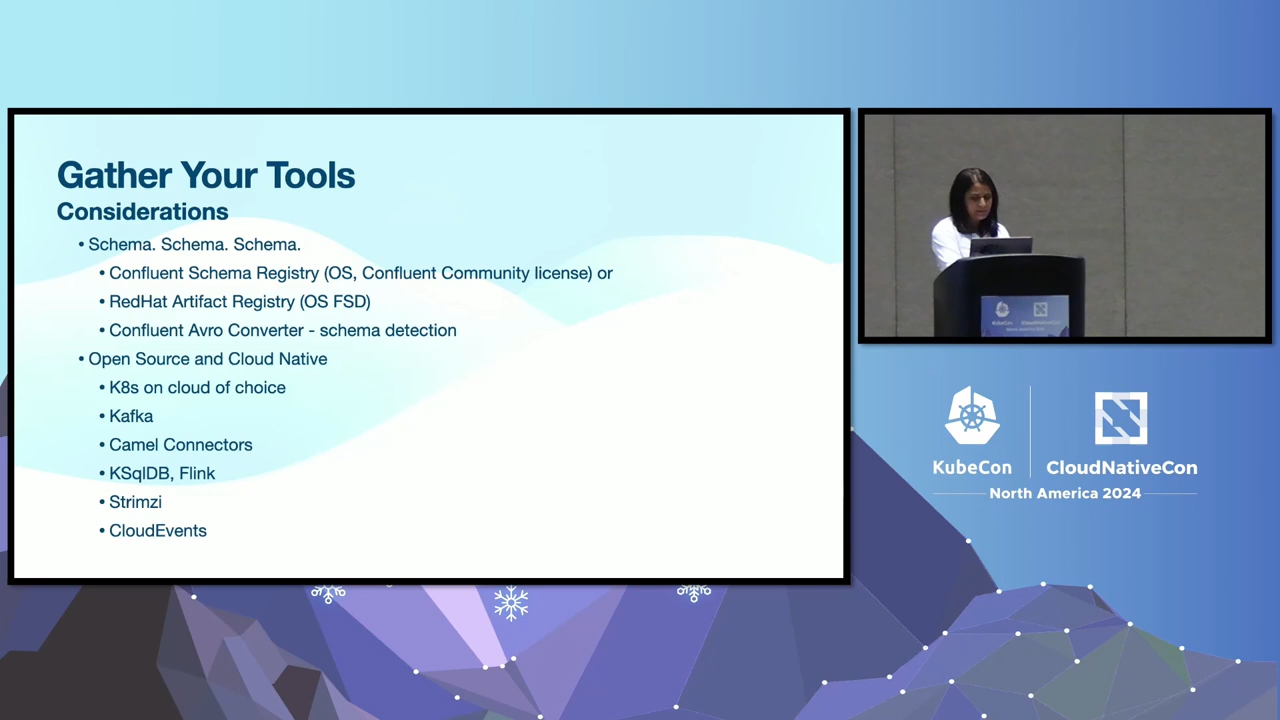 Gather Your Tools
Considerations
• Schema. Schema. Schema.
• Confluent Schema Registry (OS, Confluent Community license) or
• RedHat Artifact Registry (OS FSD)
• Confluent Avro Converter - schema detection
• Open Source and Cloud Native
• K8s on cloud of choice
• Kafka
• Camel Connectors
• KSqlDB, Flink
• Strimzi
• CloudEvents
KubeCon
CloudNativeCon
KubeCon
CloudNativeCon
North America 2024